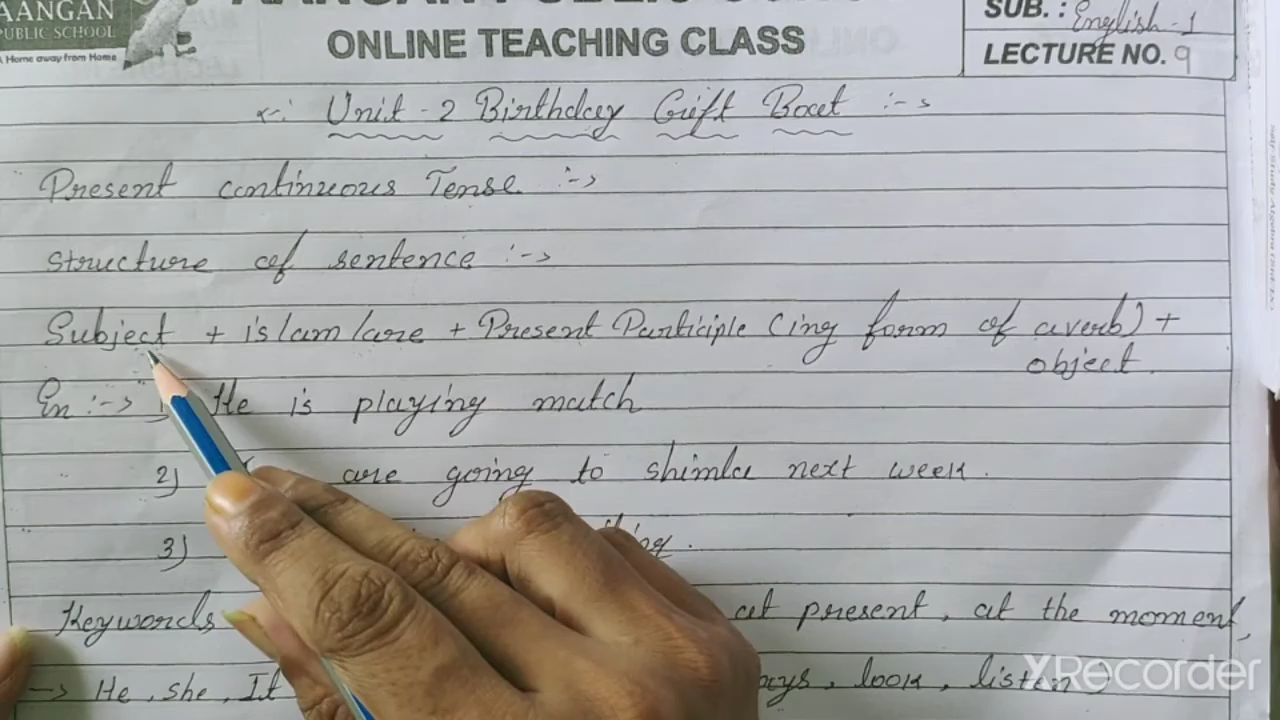 AANGAN
PUBLIC SCHOOL
A Home away from Home
ONLINE TEACHING CLASS
SUB. : English-1
LECTURE NO. 9
Unit-2 Birthday Gift Boxt :-
Present continuous Tense :->
Structure of sentence :->
Subject + is/am/are + Present Participle (ing form of a verb) +
object.
Ex :-> 1) He is playing match
2) are going to shimla next week.
3)
Keywords at present, at the moment,
-> He, she, It look, listen)
XRecorder